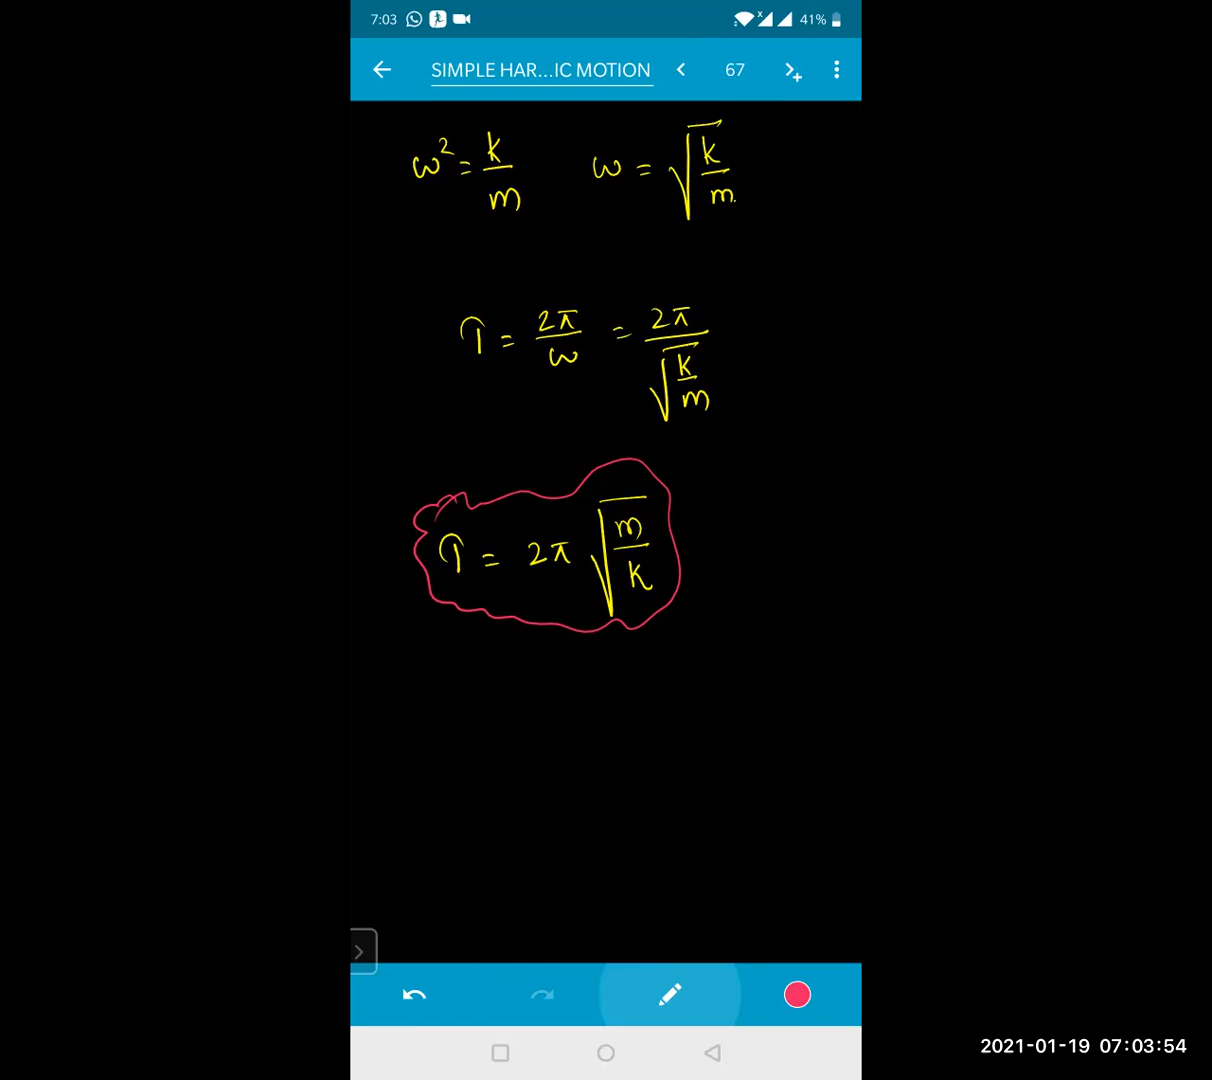 7:03 41%
SIMPLE HAR...IC MOTION 67
ω² = k/m ω = √(k/m)
T = 2π/ω = 2π/√(k/m)
T = 2π √(m/k)
2021-01-19 07:03:54